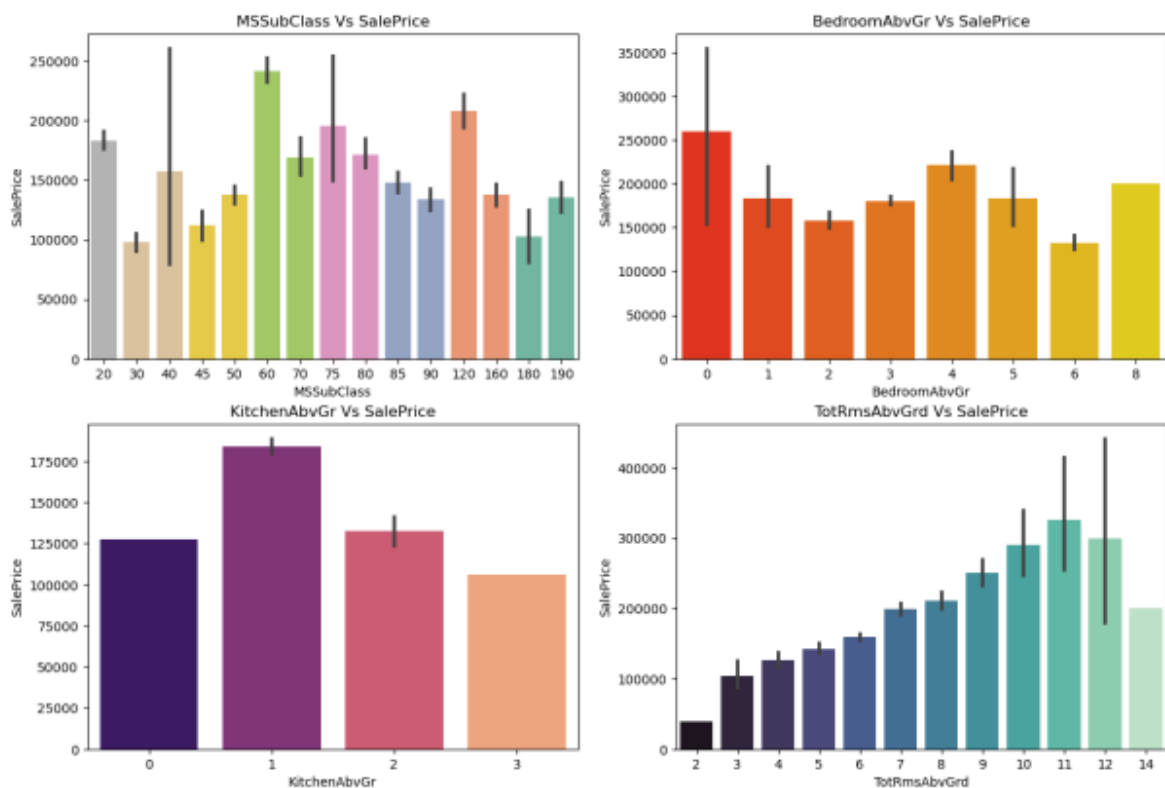 MSSubClass Vs SalePrice
250000
200000
150000
100000
50000
0
SalePrice
20 30 40 45 50 60 70 75 80 85 90 120 160 180 190
MSSubClass
BedroomAbvGr Vs SalePrice
350000
300000
250000
200000
150000
100000
50000
0
SalePrice
0 1 2 3 4 5 6 8
BedroomAbvGr
KitchenAbvGr Vs SalePrice
175000
150000
125000
100000
75000
50000
25000
0
SalePrice
0 1 2 3
KitchenAbvGr
TotRmsAbvGrd Vs SalePrice
400000
300000
200000
100000
0
SalePrice
2 3 4 5 6 7 8 9 10 11 12 14
TotRmsAbvGrd